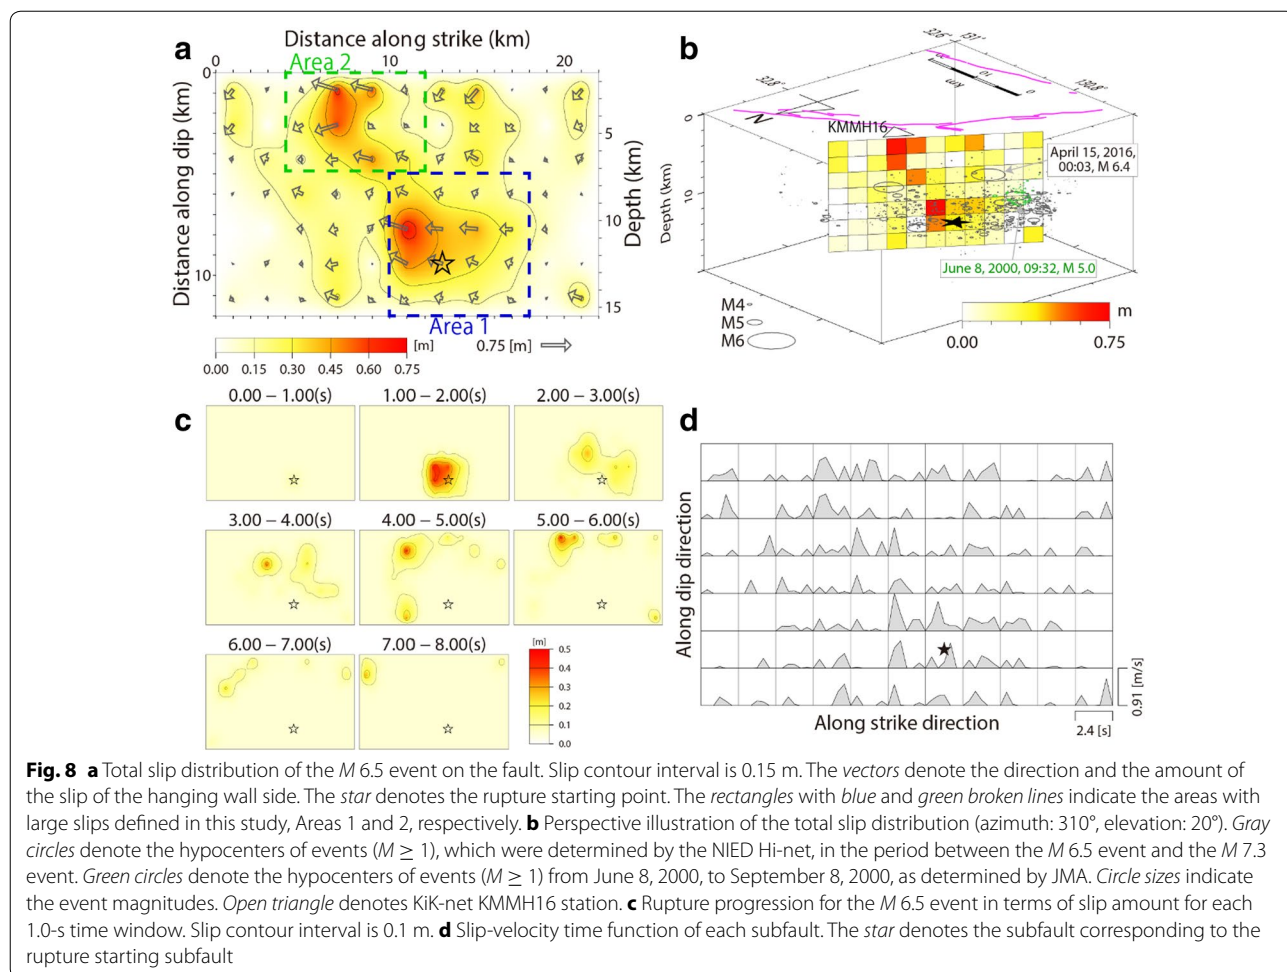 a
Distance along strike (km)
Area 2
0
10
20
0
10
Distance along dip (km)
5
10
15
Depth (km)
Area 1
[m]
0.00 0.15 0.30 0.45 0.60 0.75
0.75 [m]
b
32.6°
131°
32.8°
130.8°
10
0
km
N
KMMH16
0
10
Depth (km)
April 15, 2016,
00:03, M 6.4
June 8, 2000, 09:32, M 5.0
M4
M5
M6
m
0.00
0.75
c
0.00 – 1.00(s)
1.00 – 2.00(s)
2.00 – 3.00(s)
3.00 – 4.00(s)
4.00 – 5.00(s)
5.00 – 6.00(s)
6.00 – 7.00(s)
7.00 – 8.00(s)
[m]
0.5
0.4
0.3
0.2
0.1
0.0
d
Along dip direction
Along strike direction
0.91 [m/s]
2.4 [s]
Fig. 8 a Total slip distribution of the M 6.5 event on the fault. Slip contour interval is 0.15 m. The vectors denote the direction and the amount of
the slip of the hanging wall side. The star denotes the rupture starting point. The rectangles with blue and green broken lines indicate the areas with
large slips defined in this study, Areas 1 and 2, respectively. b Perspective illustration of the total slip distribution (azimuth: 310°, elevation: 20°). Gray
circles denote the hypocenters of events (M ≥ 1), which were determined by the NIED Hi-net, in the period between the M 6.5 event and the M 7.3
event. Green circles denote the hypocenters of events (M ≥ 1) from June 8, 2000, to September 8, 2000, as determined by JMA. Circle sizes indicate
the event magnitudes. Open triangle denotes KiK-net KMMH16 station. c Rupture progression for the M 6.5 event in terms of slip amount for each
1.0-s time window. Slip contour interval is 0.1 m. d Slip-velocity time function of each subfault. The star denotes the subfault corresponding to the
rupture starting subfault